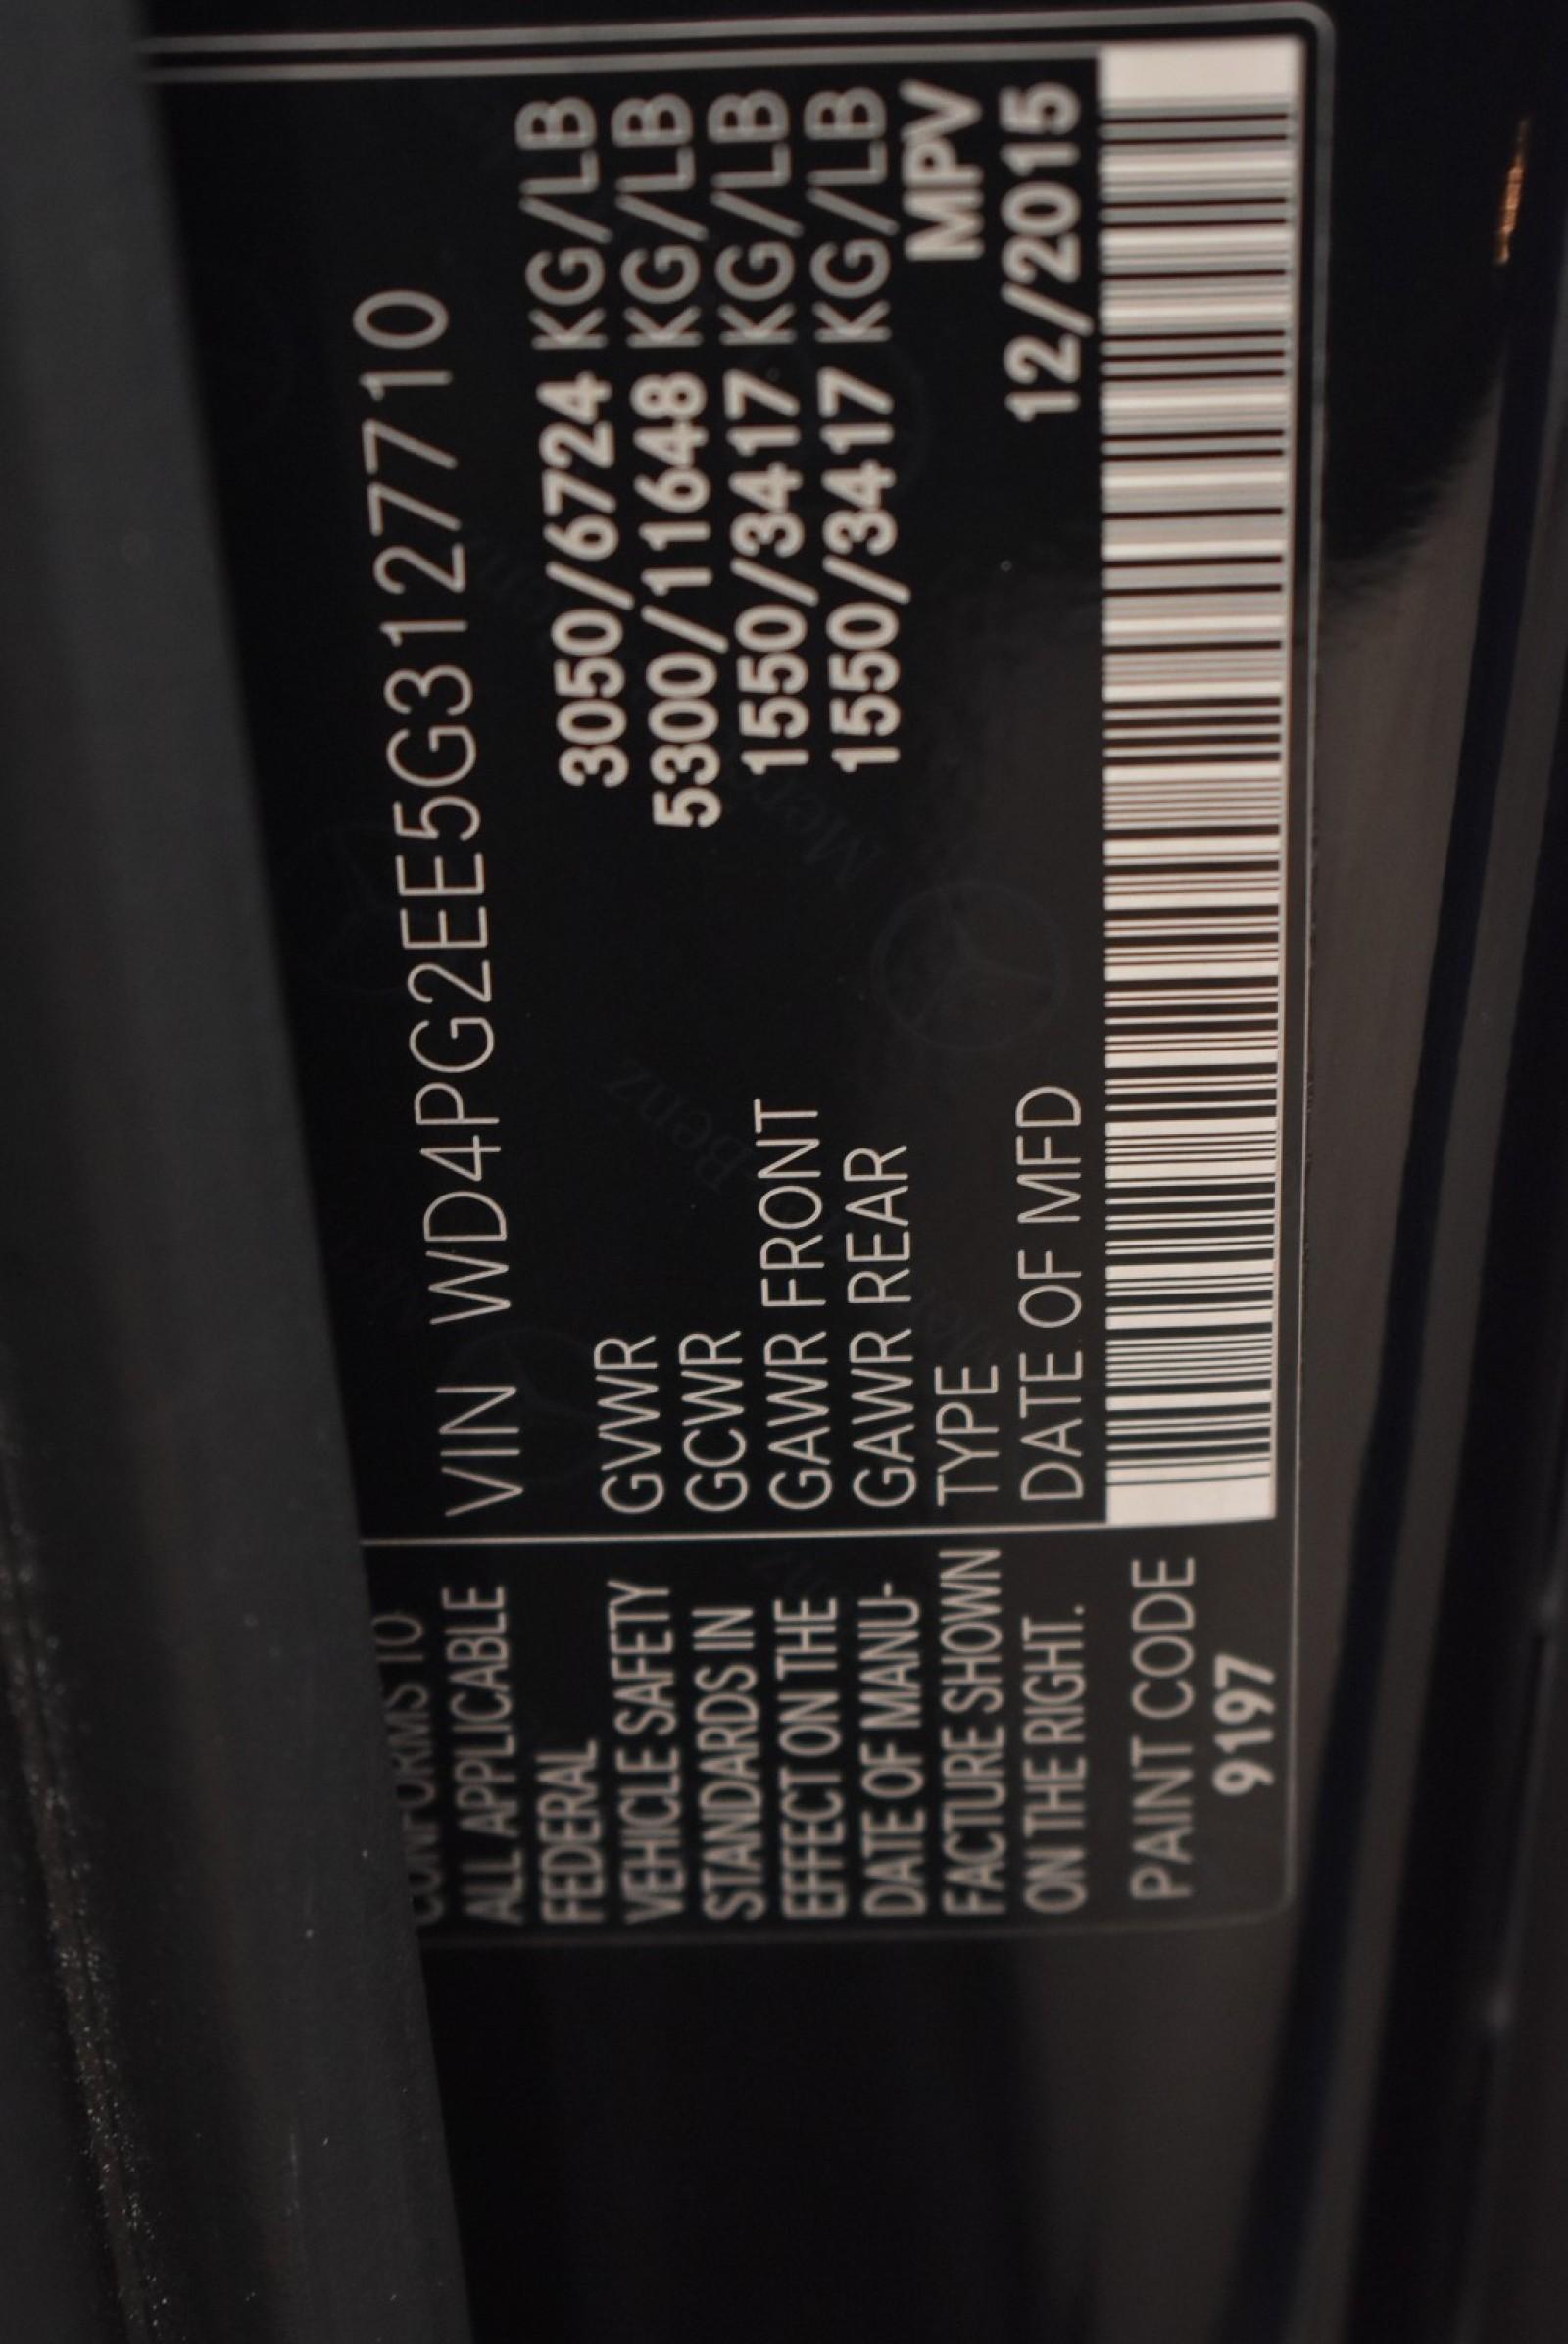 CONFORMS TO
ALL APPLICABLE
FEDERAL
VEHICLE SAFETY
STANDARDS IN
EFFECT ON THE
DATE OF MANU-
FACTURE SHOWN
ON THE RIGHT.
PAINT CODE
9197
VIN WD4PG2EE5G3127710
GVWR 3050/6724 KG/LB
GCWR 5300/11648 KG/LB
GAWR FRONT 1550/3417 KG/LB
GAWR REAR 1550/3417 KG/LB
TYPE MPV
DATE OF MFD 12/2015